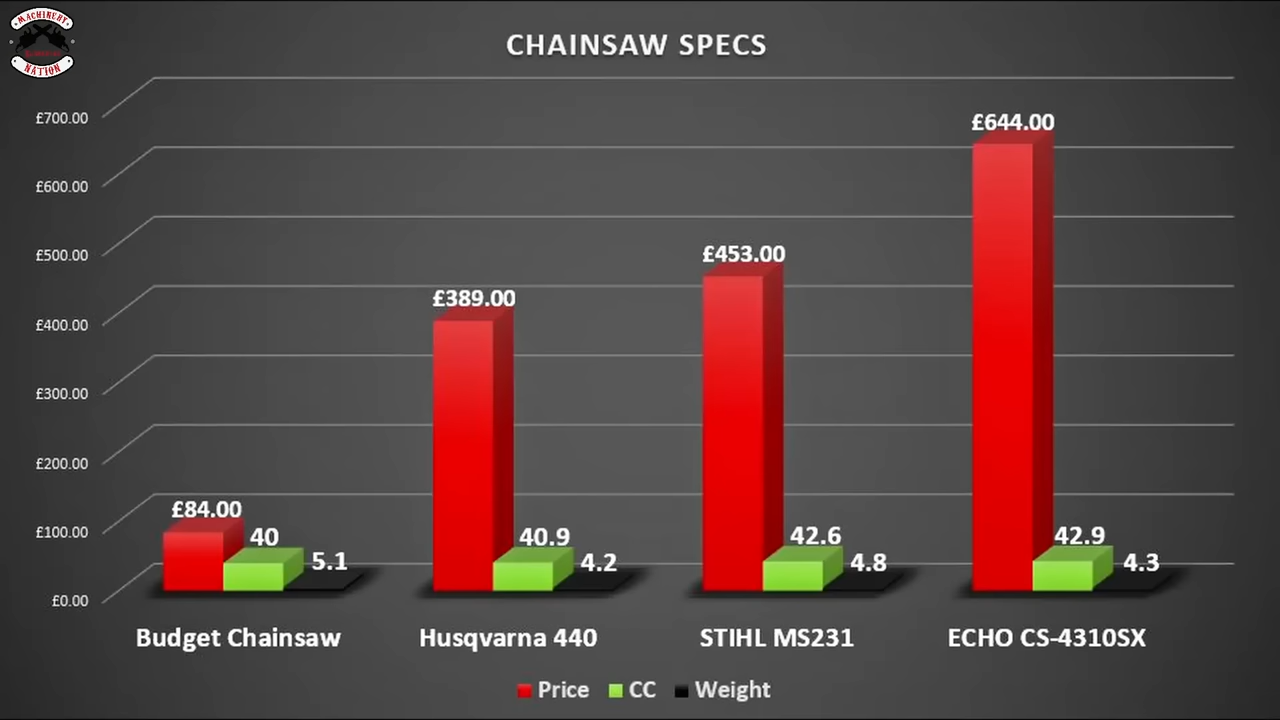 MACHINERY
NATION
CHAINSAW SPECS
£700.00
£600.00
£500.00
£400.00
£300.00
£200.00
£100.00
£0.00
£84.00
40
5.1
£389.00
40.9
4.2
£453.00
42.6
4.8
£644.00
42.9
4.3
Budget Chainsaw
Husqvarna 440
STIHL MS231
ECHO CS-4310SX
Price
CC
Weight